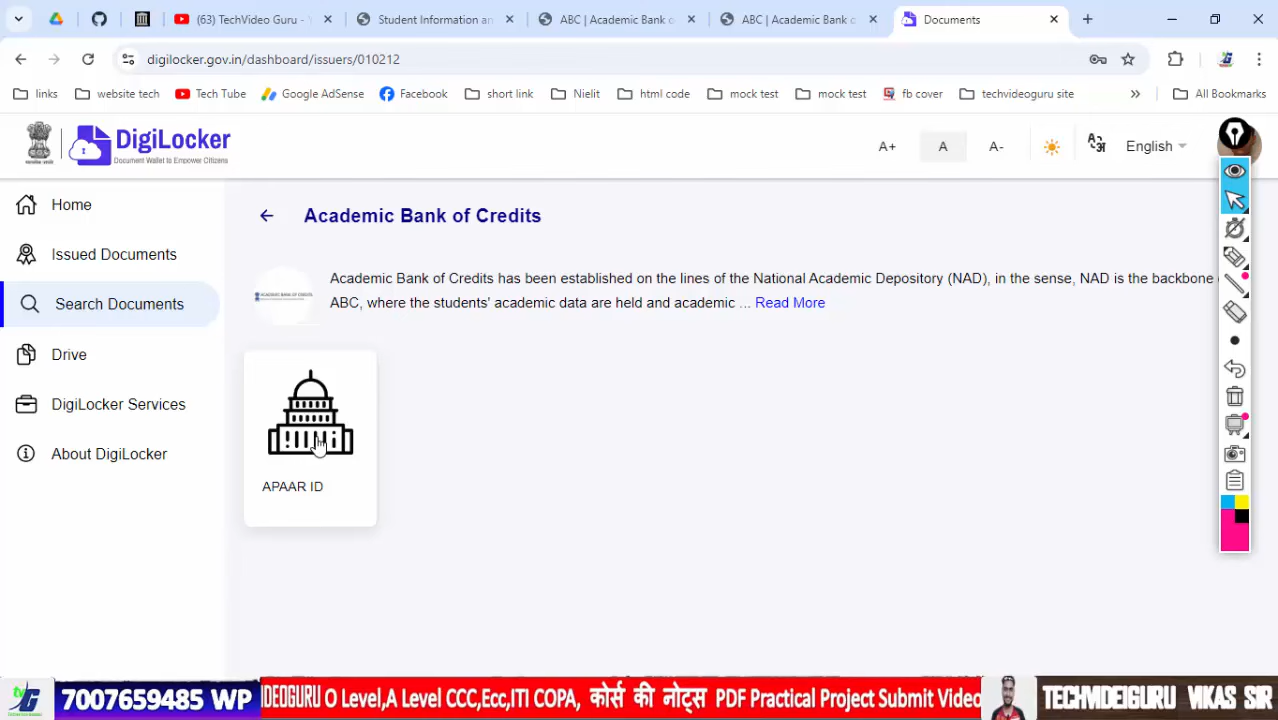 (63) TechVideo Guru -
Student Information an
ABC | Academic Bank o
ABC | Academic Bank o
Documents
digilocker.gov.in/dashboard/issuers/010212
links
website tech
Tech Tube
Google AdSense
Facebook
short link
Nielit
html code
mock test
mock test
fb cover
techvideoguru site
All Bookmarks
DigiLocker
Document Wallet to Empower Citizens
A+
A
A-
English
Home
Issued Documents
Search Documents
Drive
DigiLocker Services
About DigiLocker
Academic Bank of Credits
Academic Bank of Credits has been established on the lines of the National Academic Depository (NAD), in the sense, NAD is the backbone
ABC, where the students' academic data are held and academic ... Read More
APAAR ID
7007659485 WP
IDEOGURU O Level,A Level CCC,Ecc,ITI COPA, कोर्स की नोट्स PDF Practical Project Submit Video